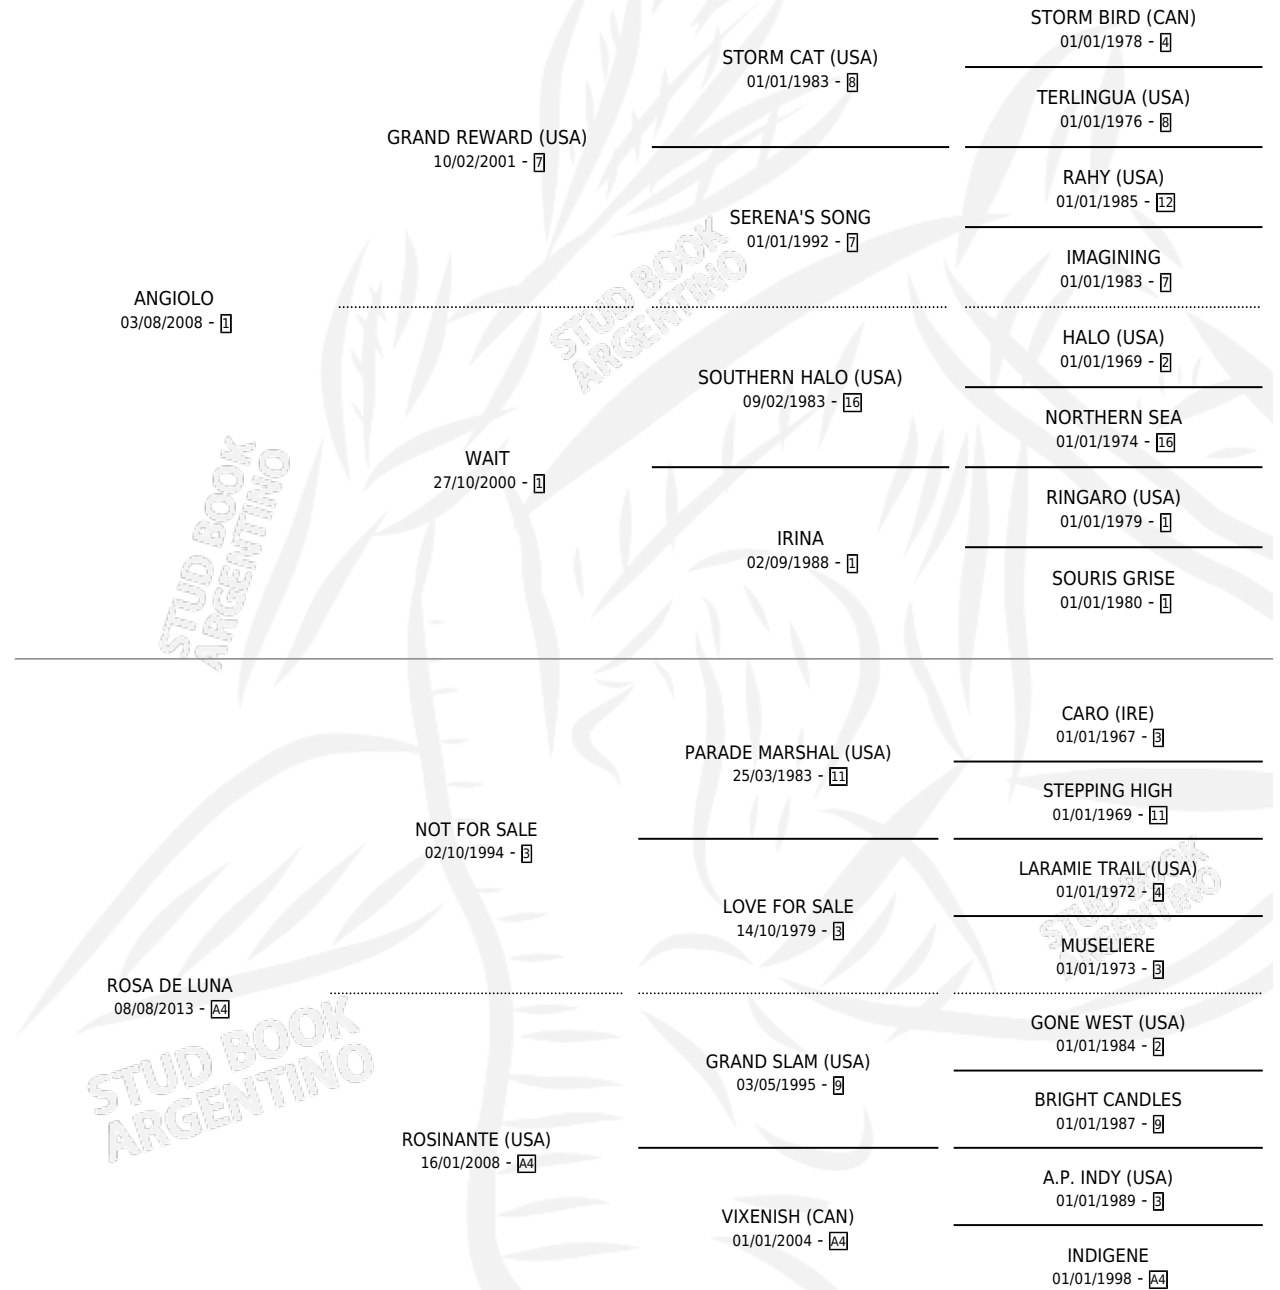 STORM BIRD (CAN)
01/01/1978 - 4
STORM CAT (USA)
01/01/1983 - 8
TERLINGUA (USA)
01/01/1976 - 8
GRAND REWARD (USA)
10/02/2001 - 7
RAHY (USA)
01/01/1985 - 12
SERENA'S SONG
01/01/1992 - 7
IMAGINING
01/01/1983 - 7
ANGIOLO
03/08/2008 - 1
HALO (USA)
01/01/1969 - 2
SOUTHERN HALO (USA)
09/02/1983 - 16
NORTHERN SEA
01/01/1974 - 16
WAIT
27/10/2000 - 1
RINGARO (USA)
01/01/1979 - 1
IRINA
02/09/1988 - 1
SOURIS GRISE
01/01/1980 - 1
STUD BOOK
ARGENTINO
STUD BOOK
ARGENTINO
CARO (IRE)
01/01/1967 - 3
PARADE MARSHAL (USA)
25/03/1983 - 11
STEPPING HIGH
01/01/1969 - 11
NOT FOR SALE
02/10/1994 - 3
LARAMIE TRAIL (USA)
01/01/1972 - 4
LOVE FOR SALE
14/10/1979 - 3
MUSELIERE
01/01/1973 - 3
ROSA DE LUNA
08/08/2013 - A4
GONE WEST (USA)
01/01/1984 - 2
GRAND SLAM (USA)
03/05/1995 - 9
BRIGHT CANDLES
01/01/1987 - 9
ROSINANTE (USA)
16/01/2008 - A4
A.P. INDY (USA)
01/01/1989 - 3
VIXENISH (CAN)
01/01/2004 - A4
INDIGENE
01/01/1998 - A4
STUD BOOK
ARGENTINO
STUD BOOK
ARGENTINO